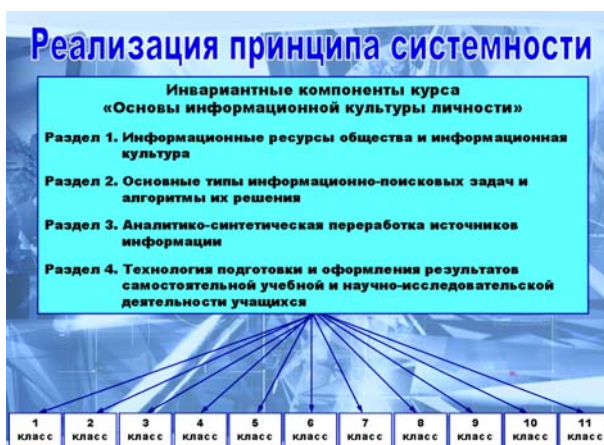 Реализация принципа системности
Инвариантные компоненты курса
«Основы информационной культуры личности»
Раздел 1. Информационные ресурсы общества и информационная
культура
Раздел 2. Основные типы информационно-поисковых задач и
алгоритмы их решения
Раздел 3. Аналитико-синтетическая переработка источников
информации
Раздел 4. Технология подготовки и оформления результатов
самостоятельной учебной и научно-исследовательской
деятельности учащихся
1 2 3 4 5 6 7 8 9 10 11
класс класс класс класс класс класс класс класс класс класс класс